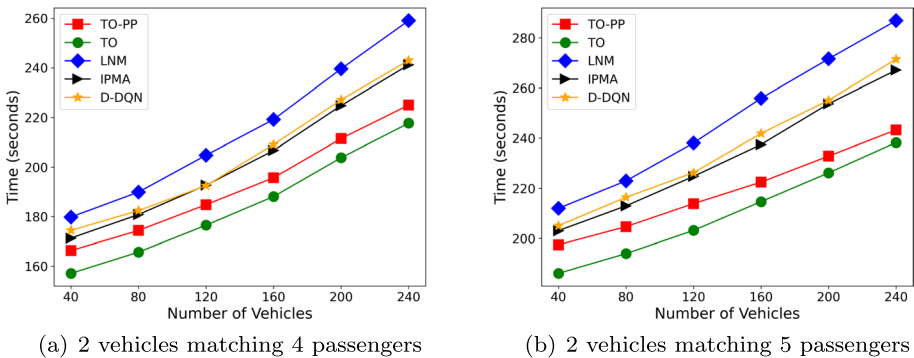 260
240
220
200
180
160
Time (seconds)
TO-PP
TO
LNM
IPMA
D-DQN
40 80 120 160 200 240
Number of Vehicles
(a) 2 vehicles matching 4 passengers
280
260
240
220
200
Time (seconds)
TO-PP
TO
LNM
IPMA
D-DQN
40 80 120 160 200 240
Number of Vehicles
(b) 2 vehicles matching 5 passengers